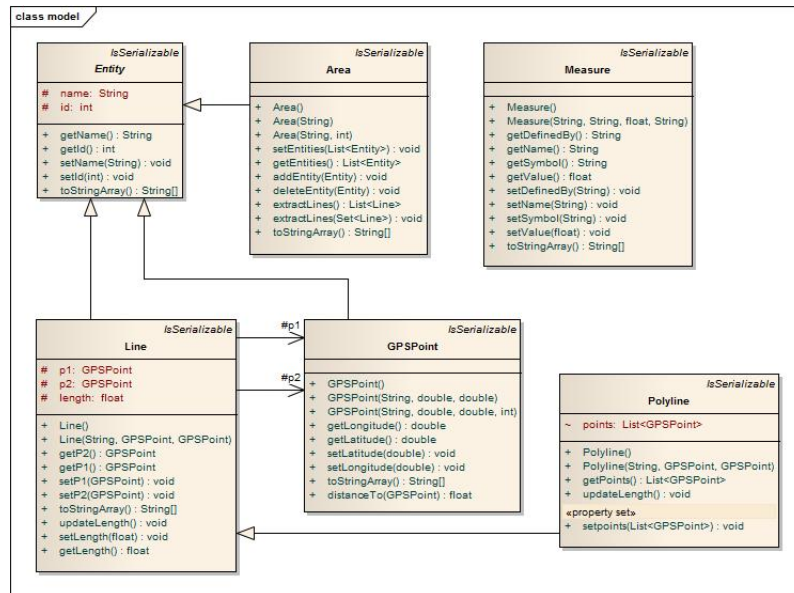 class model
IsSerializable
Entity
# name: String
# id: int
+ getName() : String
+ getId() : int
+ setName(String) : void
+ setId(int) : void
+ toStringArray() : String[]
IsSerializable
Area
+ Area()
+ Area(String)
+ Area(String, int)
+ setEntities(List<Entity>) : void
+ getEntities() : List<Entity>
+ addEntity(Entity) : void
+ deleteEntity(Entity) : void
+ extractLines() : List<Line>
+ extractLines(Set<Line>) : void
+ toStringArray() : String[]
IsSerializable
Measure
+ Measure()
+ Measure(String, String, float, String)
+ getDefinedBy() : String
+ getName() : String
+ getSymbol() : String
+ getValue() : float
+ setDefinedBy(String) : void
+ setName(String) : void
+ setSymbol(String) : void
+ setValue(float) : void
+ toStringArray() : String[]
IsSerializable
Line
# p1: GPSPoint
# p2: GPSPoint
# length: float
+ Line()
+ Line(String, GPSPoint, GPSPoint)
+ getP2() : GPSPoint
+ getP1() : GPSPoint
+ setP1(GPSPoint) : void
+ setP2(GPSPoint) : void
+ toStringArray() : String[]
+ updateLength() : void
+ setLength(float) : void
+ getLength() : float
#p1
#p2
IsSerializable
GPSPoint
+ GPSPoint()
+ GPSPoint(String, double, double)
+ GPSPoint(String, double, double, int)
+ getLongitude() : double
+ getLatitude() : double
+ setLatitude(double) : void
+ setLongitude(double) : void
+ toStringArray() : String[]
+ distanceTo(GPSPoint) : float
IsSerializable
Polyline
~ points: List<GPSPoint>
+ Polyline()
+ Polyline(String, GPSPoint, GPSPoint)
+ getPoints() : List<GPSPoint>
+ updateLength() : void
«property set»
+ setpoints(List<GPSPoint>) : void